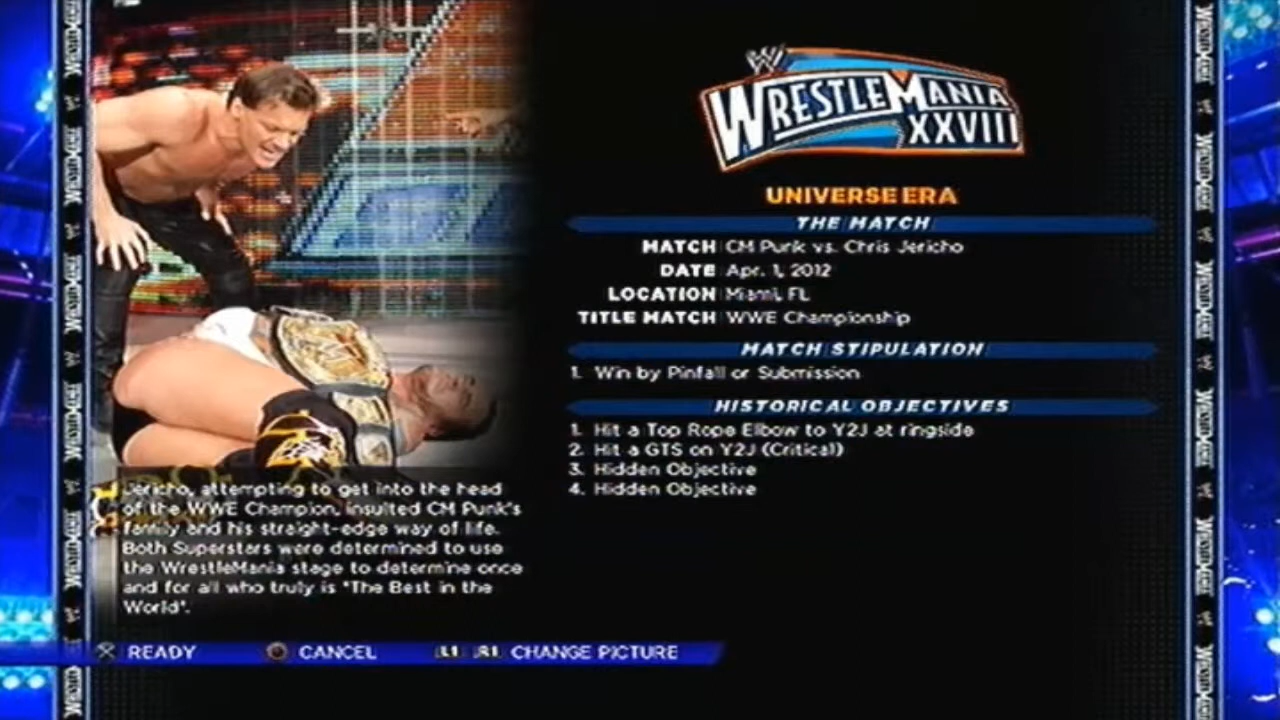 W
WRESTLEMANIA
XXVIII
UNIVERSE ERA
THE MATCH
MATCH CM Punk vs. Chris Jericho
DATE Apr. 1, 2012
LOCATION Miami, FL
TITLE MATCH WWE Championship
MATCH STIPULATION
1. Win by Pinfall or Submission
HISTORICAL OBJECTIVES
1. Hit a Top Rope Elbow to Y2J at ringside
2. Hit a GTS on Y2J (Critical)
3. Hidden Objective
4. Hidden Objective
Jericho, attempting to get into the head
of the WWE Champion, insulted CM Punk's
family and his straight-edge way of life.
Both Superstars were determined to use
the WrestleMania stage to determine once
and for all who truly is "The Best in the
World".
READY CANCEL L1 R1 CHANGE PICTURE